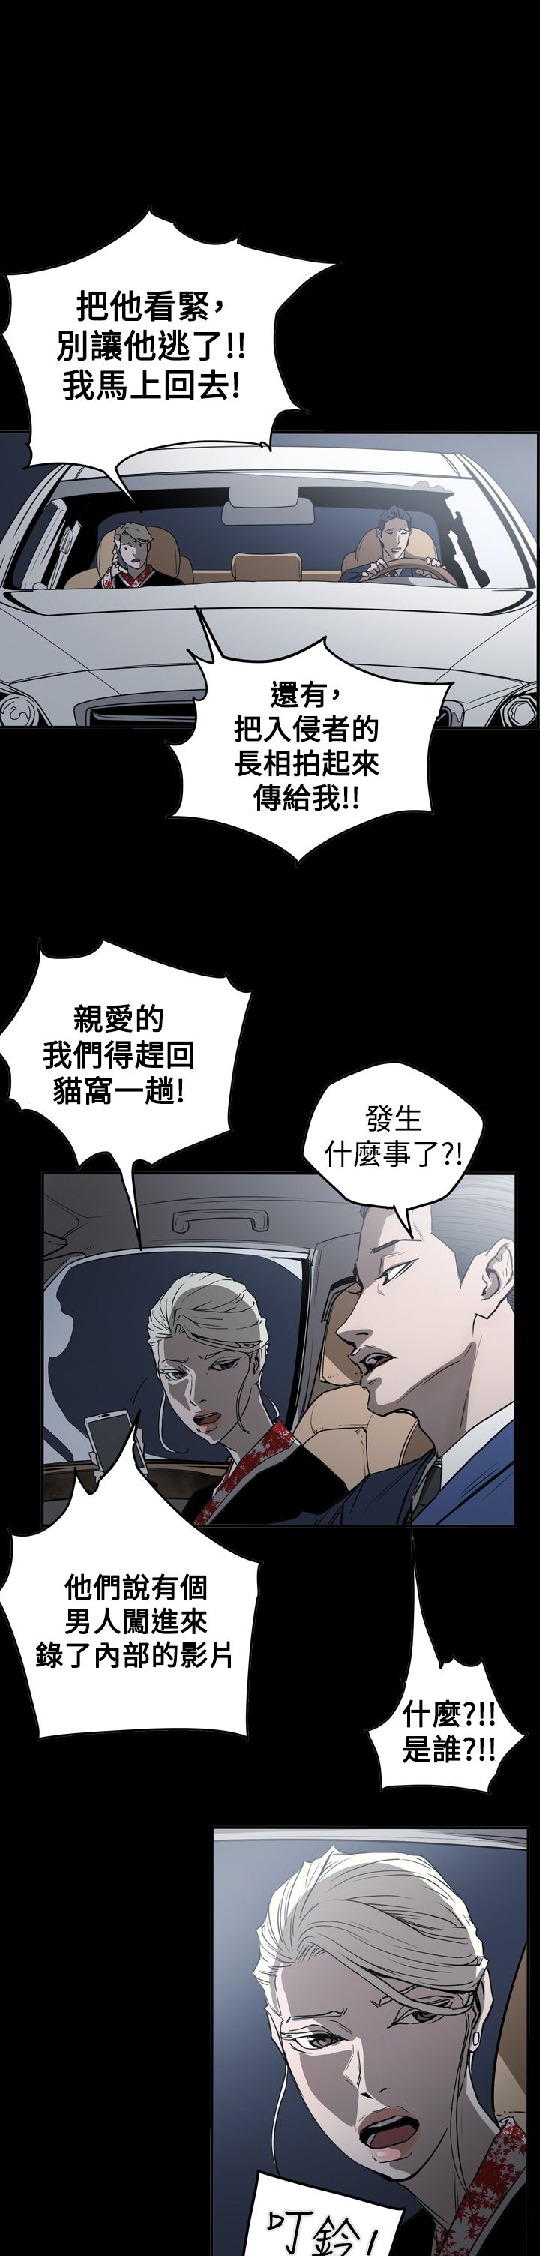 把他看緊，
別讓他逃了!!
我馬上回去!
還有，
把入侵者的
長相拍起來
傳給我!!
親愛的
我們得趕回
貓窩一趟!
發生
什麼事了?!
他們說有個
男人闖進來
錄了內部的影片
什麼?!!
是誰?!!
叮鈴!